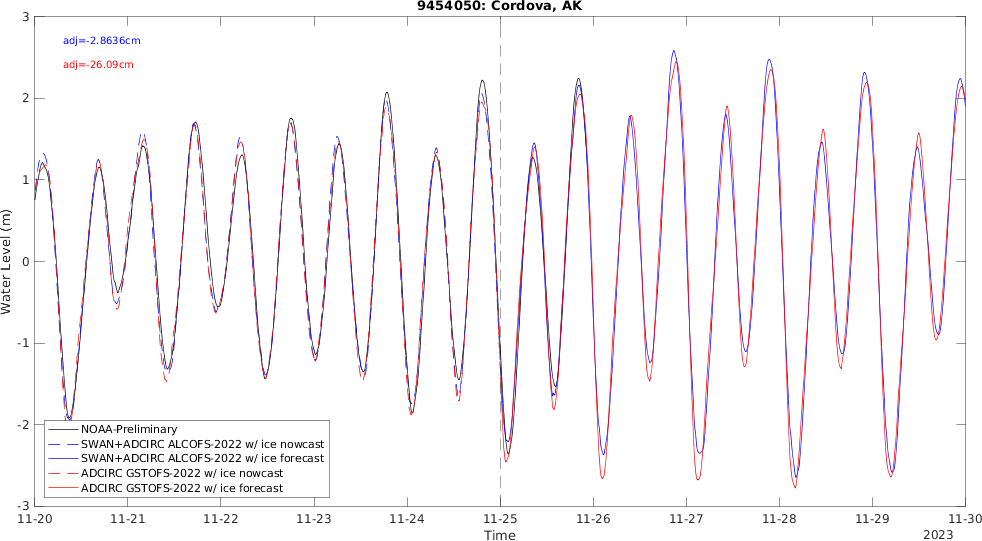 9454050: Cordova, AK
adj=-2.8636cm
adj=-26.09cm
Water Level (m)
3
2
1
0
-1
-2
-3
NOAA-Preliminary
SWAN+ADCIRC ALCOFS-2022 w/ ice nowcast
SWAN+ADCIRC ALCOFS-2022 w/ ice forecast
ADCIRC GSTOFS-2022 w/ ice nowcast
ADCIRC GSTOFS-2022 w/ ice forecast
11-20 11-21 11-22 11-23 11-24 11-25 11-26 11-27 11-28 11-29 11-30
Time
2023